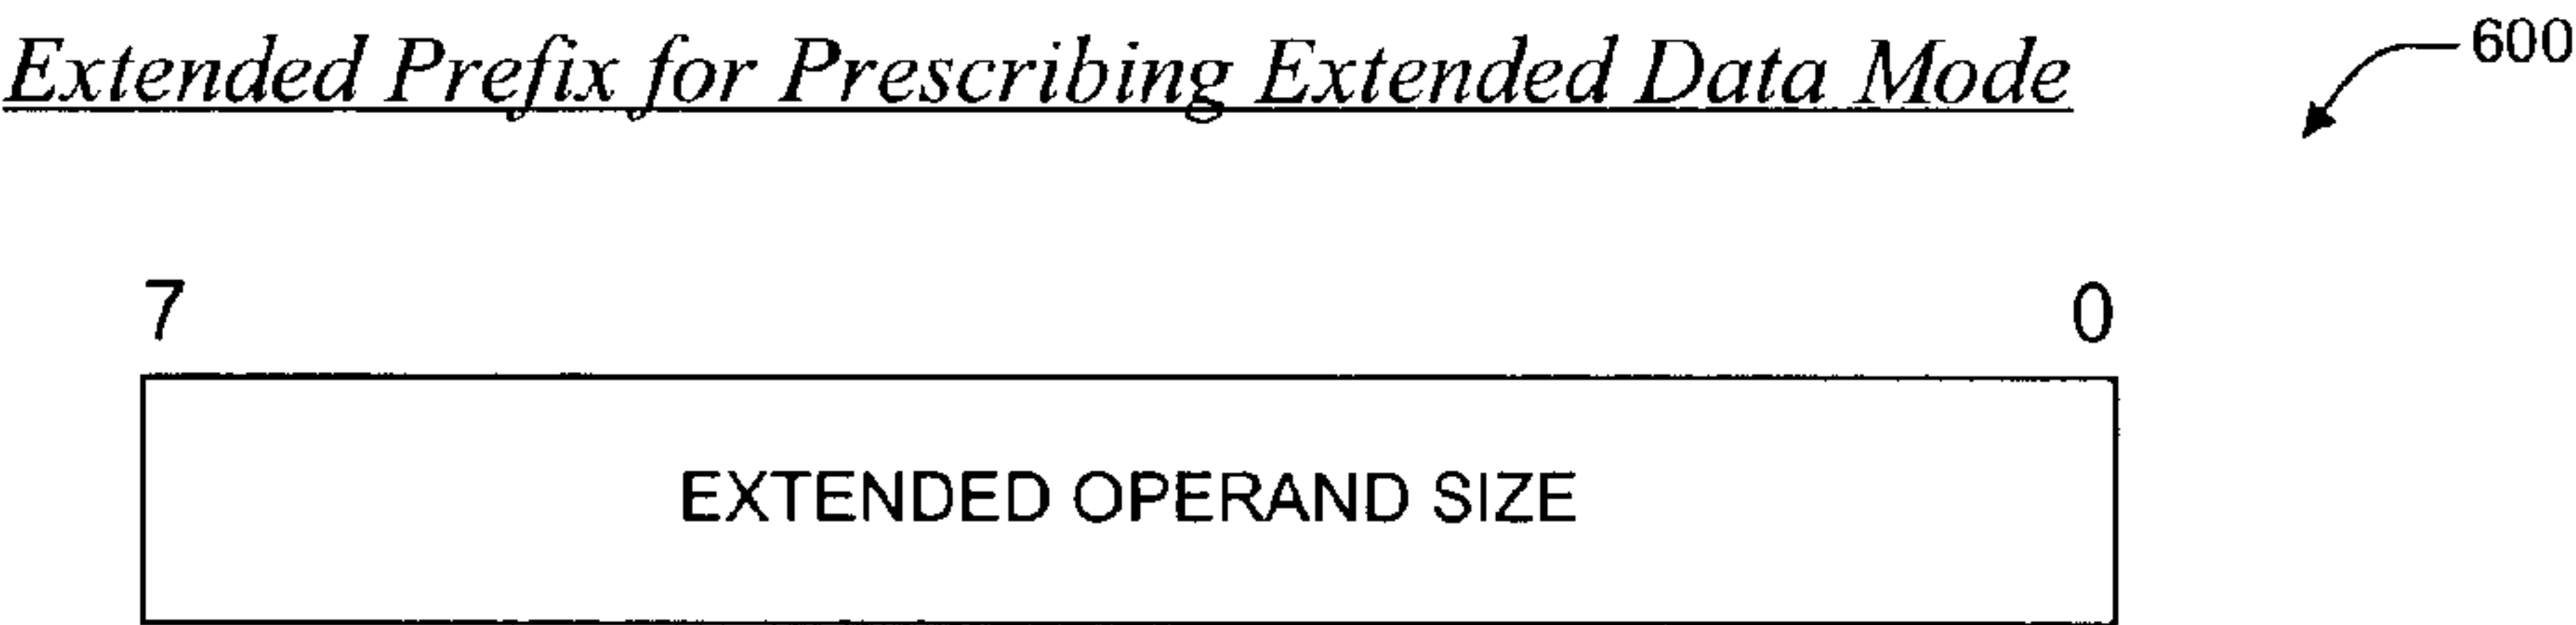 Extended Prefix for Prescribing Extended Data Mode
600
7 0
EXTENDED OPERAND SIZE